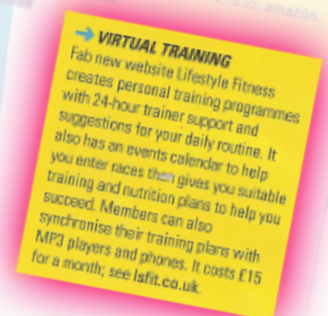 → VIRTUAL TRAINING
Fab new website Lifestyle Fitness
creates personal training programmes
with 24-hour trainer support and
suggestions for your daily routine. It
also has an events calendar to help
you enter races then gives you suitable
training and nutrition plans to help you
succeed. Members can also
synchronise their training plans with
MP3 players and phones. It costs £15
for a month; see lsfit.co.uk.